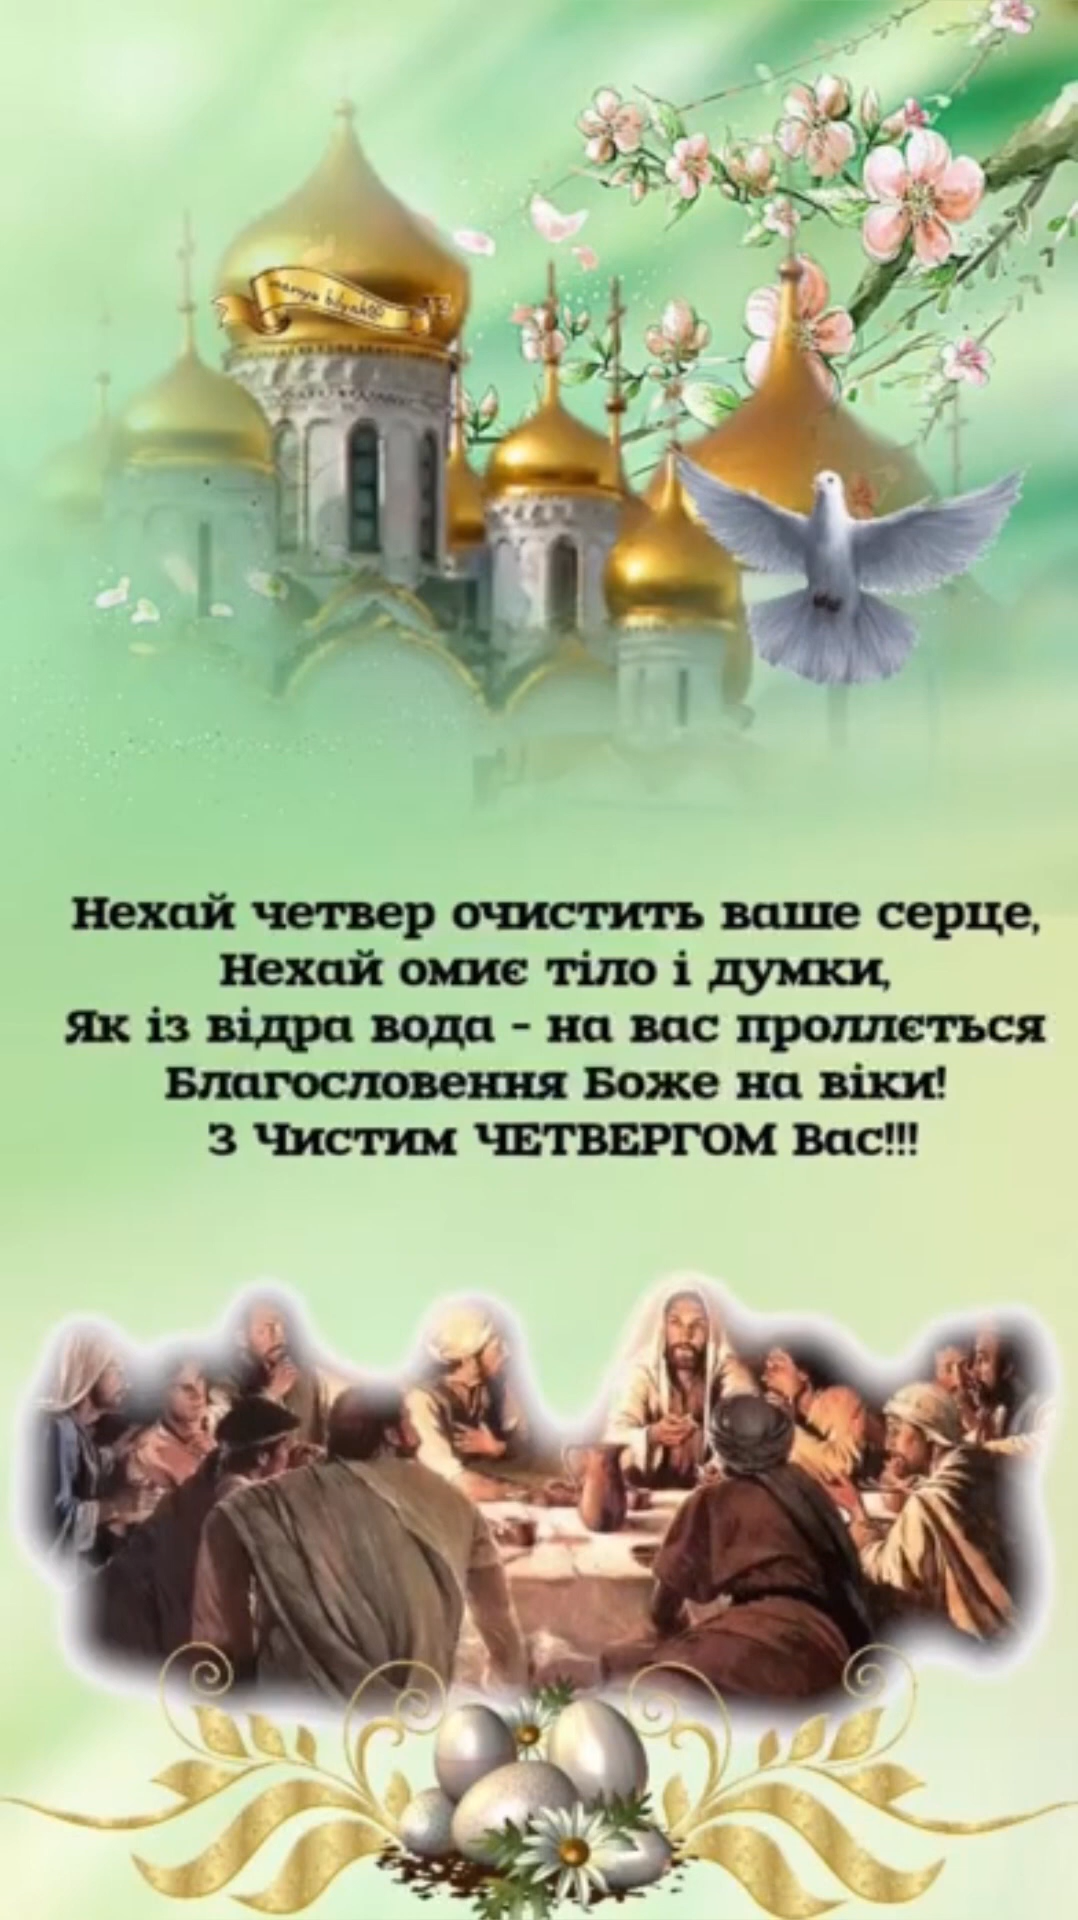 Нехай четвер очистить ваше серце,
Нехай омиє тіло і думки,
Як із відра вода - на вас проллється
Благословення Боже на віки!
З Чистим ЧЕТВЕРГОМ Вас!!!